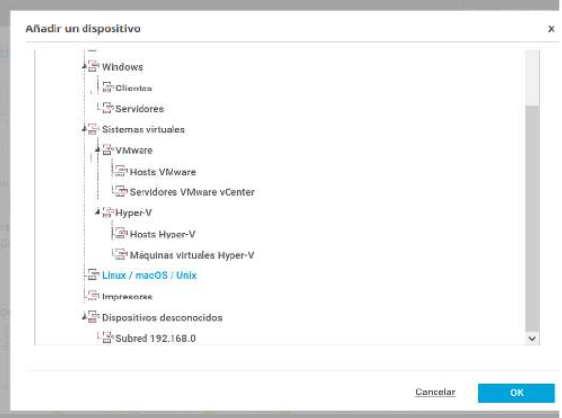 Añadir un dispositivo
x
Windows
Clientes
Servidores
Sistemas virtuales
VMware
Hosts VMware
Servidores VMware vCenter
Hyper-V
Hosts Hyper-V
Máquinas virtuales Hyper-V
Linux / macOS / Unix
Impresoras
Dispositivos desconocidos
Subred 192.168.0
Cancelar
OK